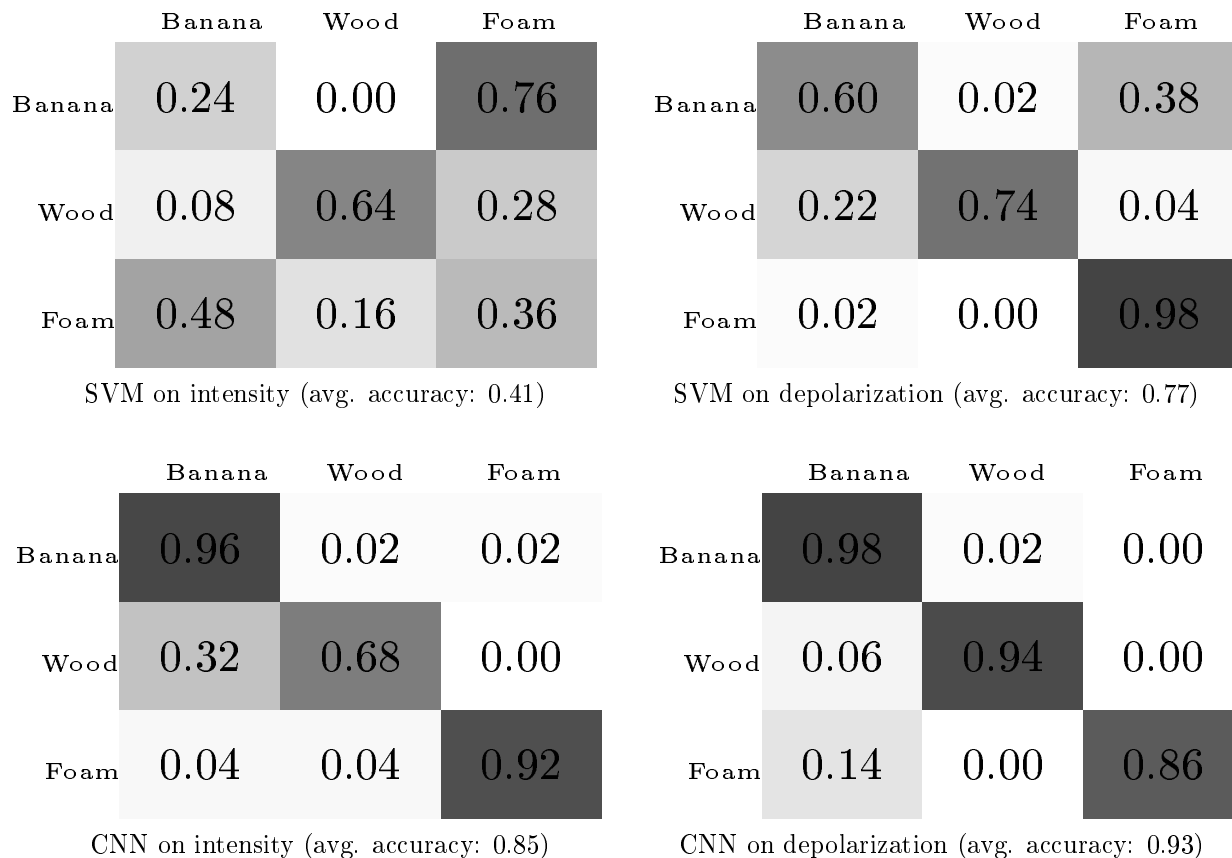 Banana Wood Foam
Banana 0.24 0.00 0.76
Wood 0.08 0.64 0.28
Foam 0.48 0.16 0.36
SVM on intensity (avg. accuracy: 0.41)
Banana Wood Foam
Banana 0.60 0.02 0.38
Wood 0.22 0.74 0.04
Foam 0.02 0.00 0.98
SVM on depolarization (avg. accuracy: 0.77)
Banana Wood Foam
Banana 0.96 0.02 0.02
Wood 0.32 0.68 0.00
Foam 0.04 0.04 0.92
CNN on intensity (avg. accuracy: 0.85)
Banana Wood Foam
Banana 0.98 0.02 0.00
Wood 0.06 0.94 0.00
Foam 0.14 0.00 0.86
CNN on depolarization (avg. accuracy: 0.93)